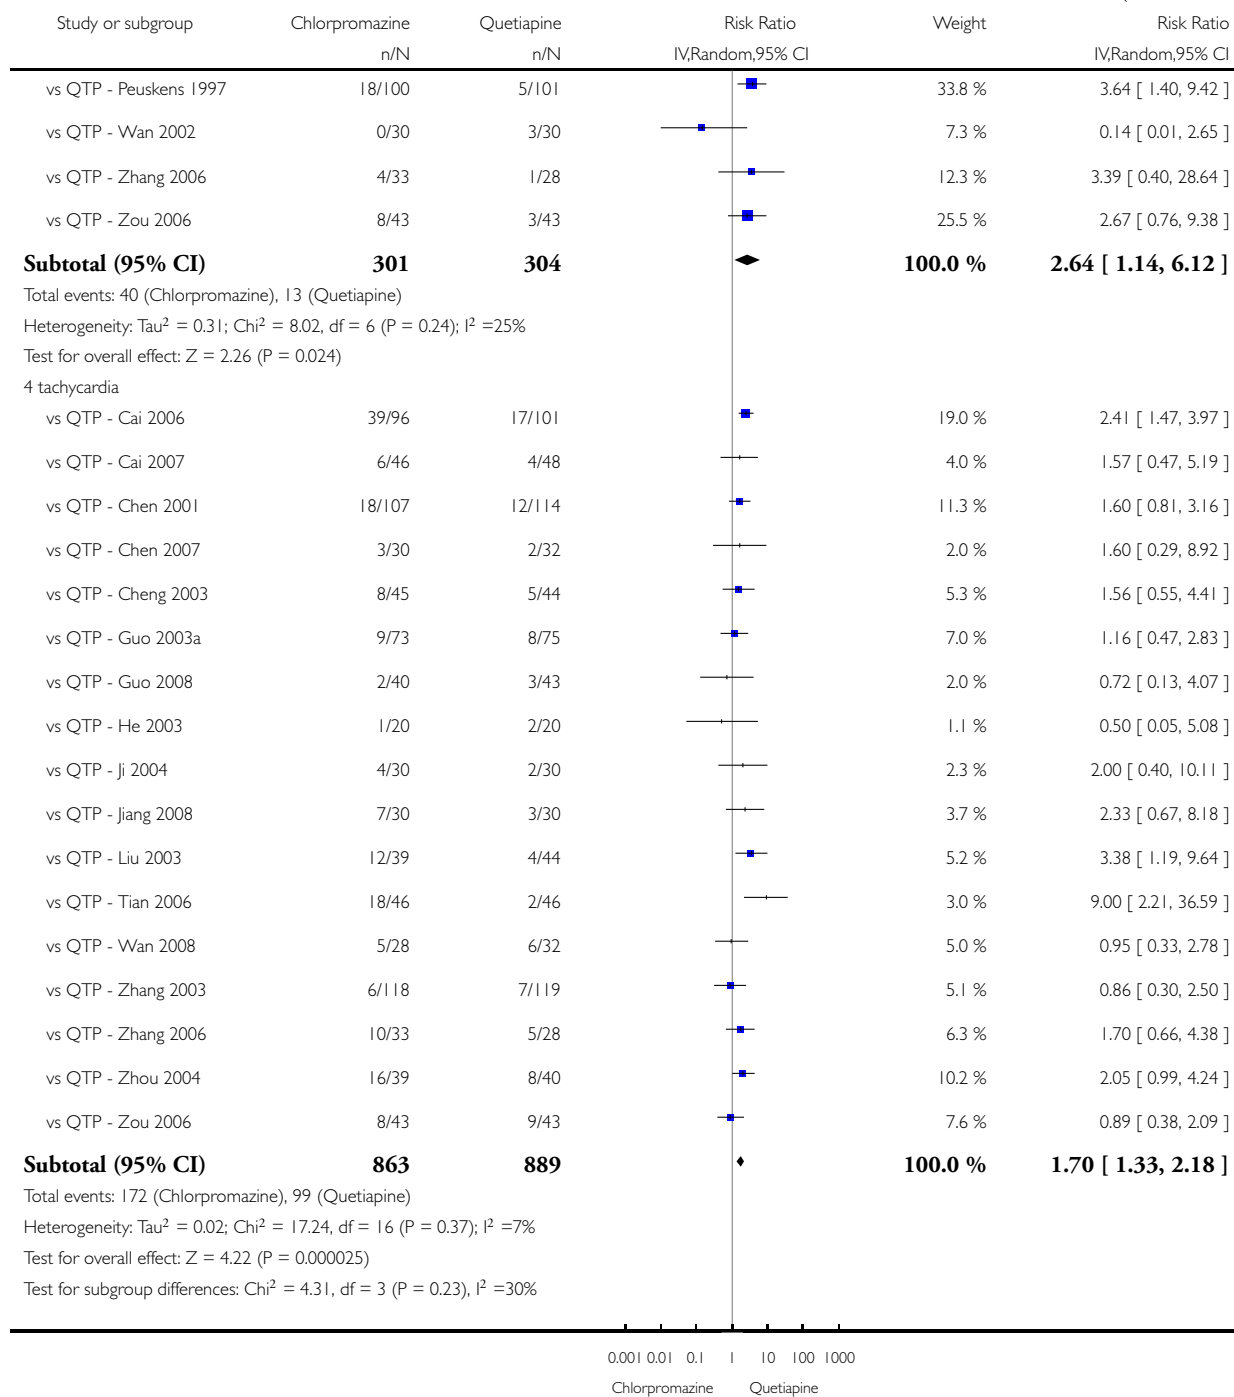 Study or subgroup Chlorpromazine Quetiapine Risk Ratio Weight Risk Ratio
n/N n/N IV,Random,95% CI IV,Random,95% CI
vs QTP - Peuskens 1997 18/100 5/101 33.8 % 3.64 [ 1.40, 9.42 ]
vs QTP - Wan 2002 0/30 3/30 7.3 % 0.14 [ 0.01, 2.65 ]
vs QTP - Zhang 2006 4/33 1/28 12.3 % 3.39 [ 0.40, 28.64 ]
vs QTP - Zou 2006 8/43 3/43 25.5 % 2.67 [ 0.76, 9.38 ]
Subtotal (95% CI) 301 304 100.0 % 2.64 [ 1.14, 6.12 ]
Total events: 40 (Chlorpromazine), 13 (Quetiapine)
Heterogeneity: Tau² = 0.31; Chi² = 8.02, df = 6 (P = 0.24); I² =25%
Test for overall effect: Z = 2.26 (P = 0.024)
4 tachycardia
vs QTP - Cai 2006 39/96 17/101 19.0 % 2.41 [ 1.47, 3.97 ]
vs QTP - Cai 2007 6/46 4/48 4.0 % 1.57 [ 0.47, 5.19 ]
vs QTP - Chen 2001 18/107 12/114 11.3 % 1.60 [ 0.81, 3.16 ]
vs QTP - Chen 2007 3/30 2/32 2.0 % 1.60 [ 0.29, 8.92 ]
vs QTP - Cheng 2003 8/45 5/44 5.3 % 1.56 [ 0.55, 4.41 ]
vs QTP - Guo 2003a 9/73 8/75 7.0 % 1.16 [ 0.47, 2.83 ]
vs QTP - Guo 2008 2/40 3/43 2.0 % 0.72 [ 0.13, 4.07 ]
vs QTP - He 2003 1/20 2/20 1.1 % 0.50 [ 0.05, 5.08 ]
vs QTP - Ji 2004 4/30 2/30 2.3 % 2.00 [ 0.40, 10.11 ]
vs QTP - Jiang 2008 7/30 3/30 3.7 % 2.33 [ 0.67, 8.18 ]
vs QTP - Liu 2003 12/39 4/44 5.2 % 3.38 [ 1.19, 9.64 ]
vs QTP - Tian 2006 18/46 2/46 3.0 % 9.00 [ 2.21, 36.59 ]
vs QTP - Wan 2008 5/28 6/32 5.0 % 0.95 [ 0.33, 2.78 ]
vs QTP - Zhang 2003 6/118 7/119 5.1 % 0.86 [ 0.30, 2.50 ]
vs QTP - Zhang 2006 10/33 5/28 6.3 % 1.70 [ 0.66, 4.38 ]
vs QTP - Zhou 2004 16/39 8/40 10.2 % 2.05 [ 0.99, 4.24 ]
vs QTP - Zou 2006 8/43 9/43 7.6 % 0.89 [ 0.38, 2.09 ]
Subtotal (95% CI) 863 889 100.0 % 1.70 [ 1.33, 2.18 ]
Total events: 172 (Chlorpromazine), 99 (Quetiapine)
Heterogeneity: Tau² = 0.02; Chi² = 17.24, df = 16 (P = 0.37); I² =7%
Test for overall effect: Z = 4.22 (P = 0.000025)
Test for subgroup differences: Chi² = 4.31, df = 3 (P = 0.23), I² =30%
0.001 0.01 0.1 1 10 100 1000
Chlorpromazine Quetiapine